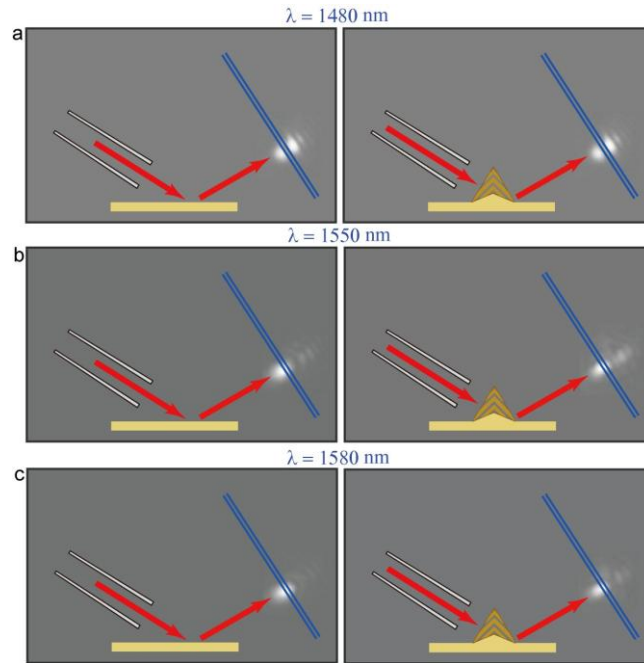 λ = 1480 nm
a
λ = 1550 nm
b
λ = 1580 nm
c